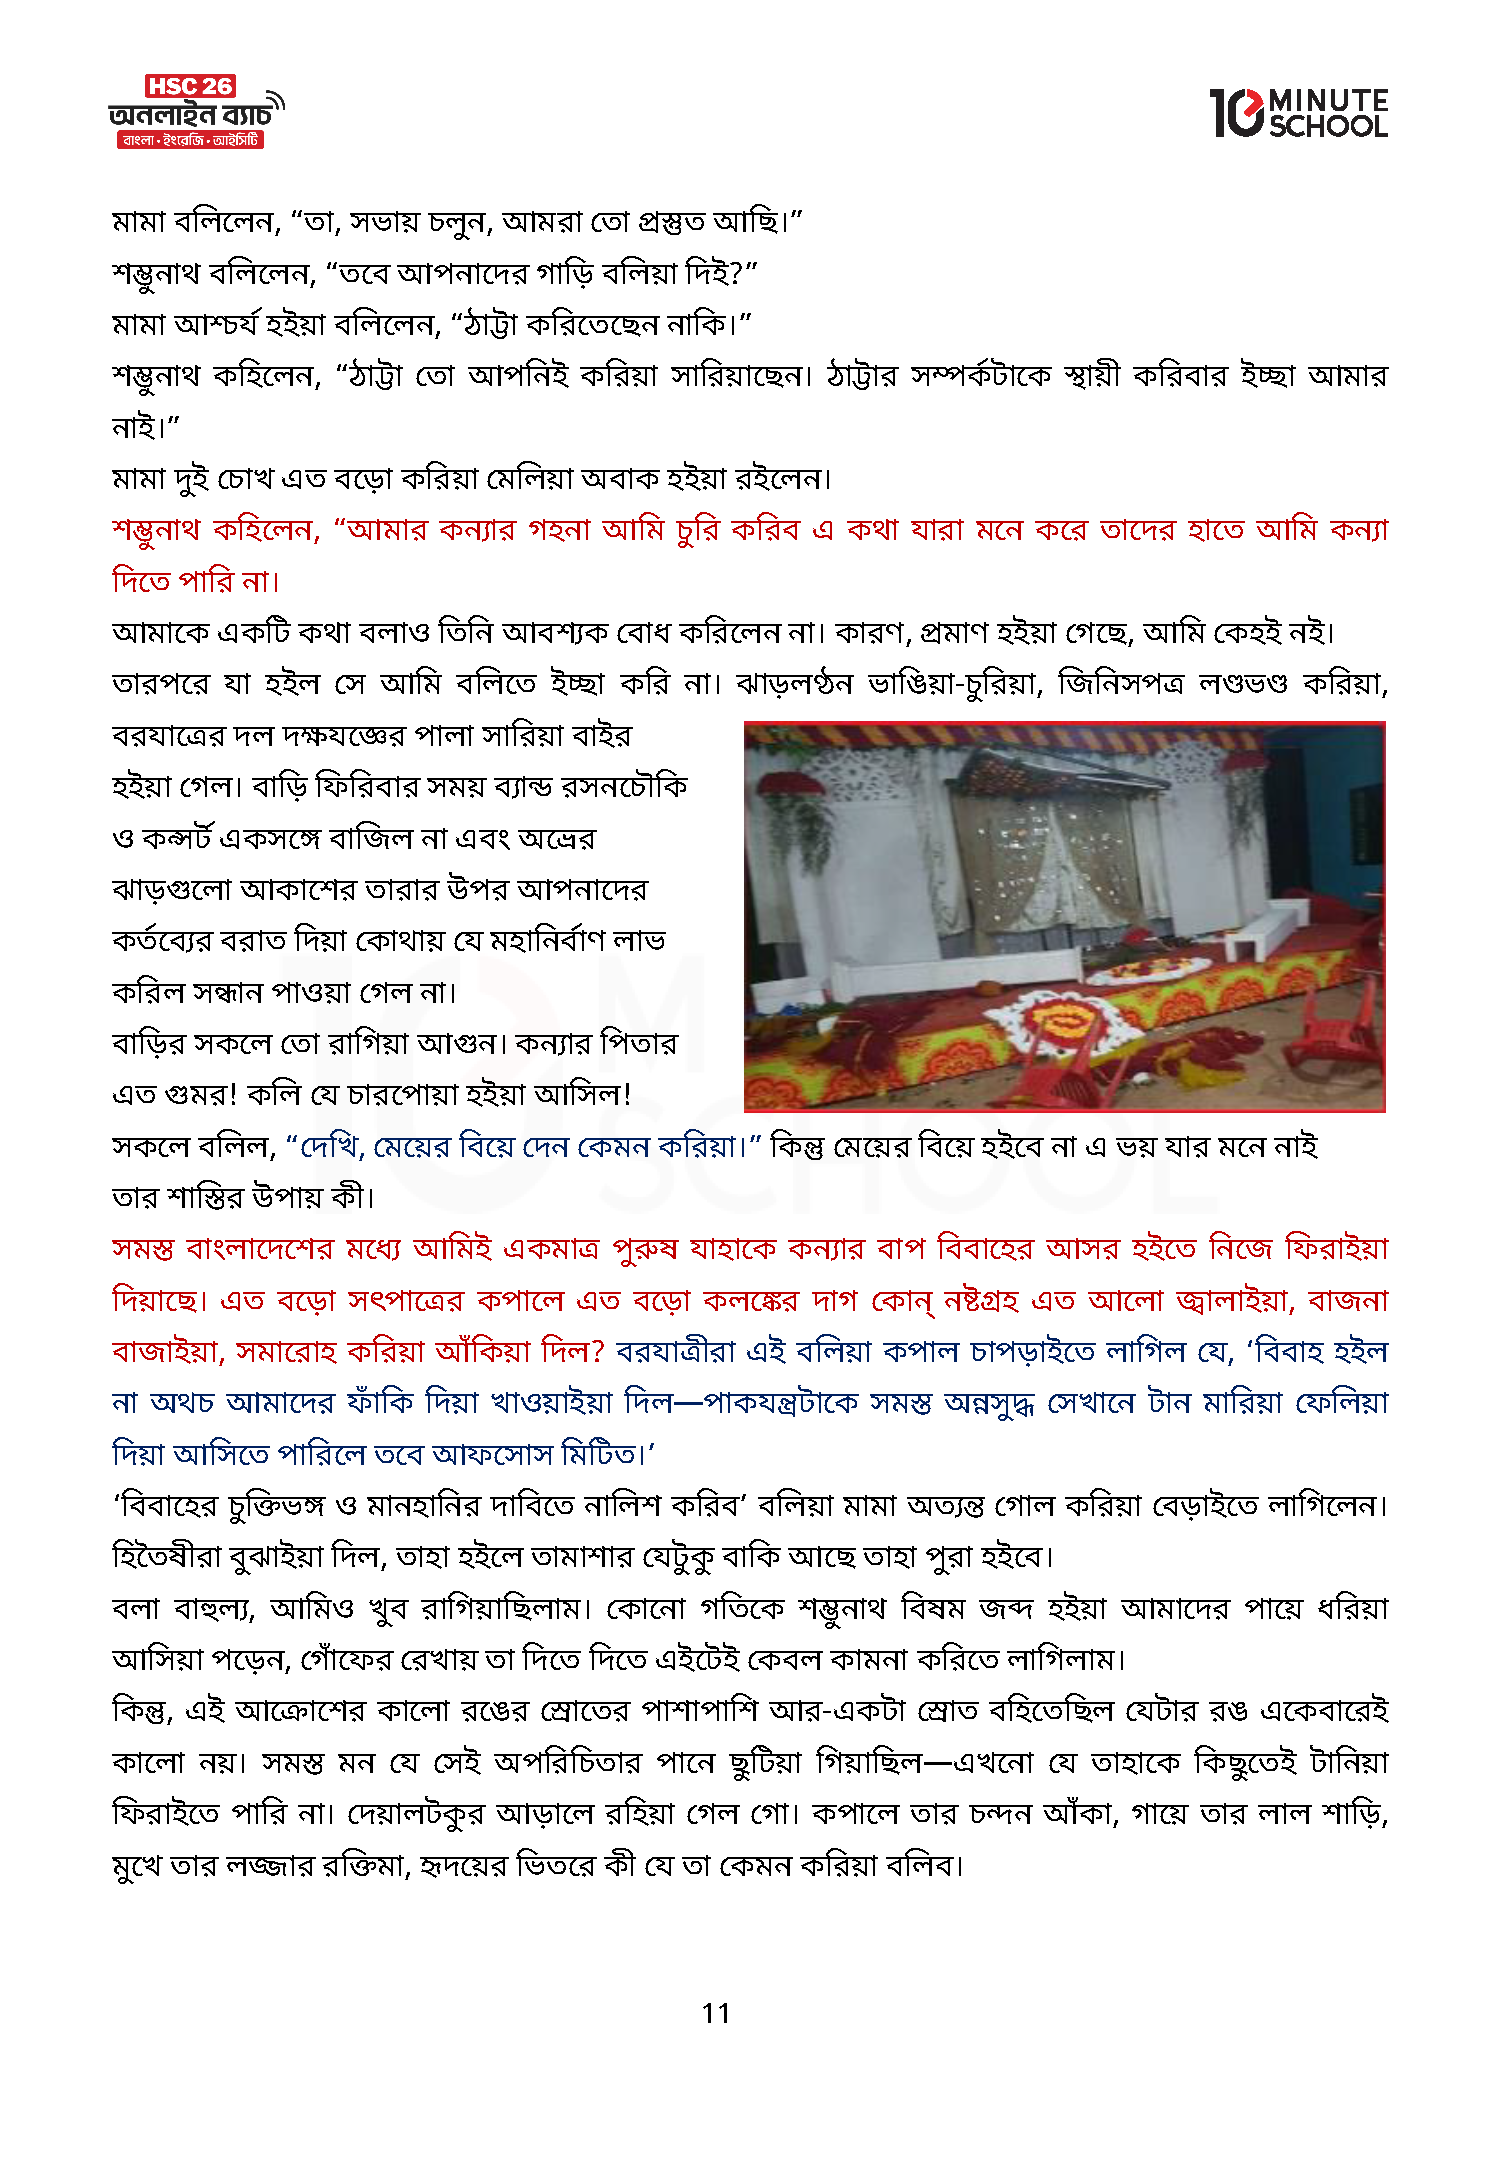 HSC 26
অনলাইন ব্যাচ
বাংলা • ইংরেজি • আইসিটি
10 MINUTE SCHOOL
মামা বলিলেন, “তা, সভায় চলুন, আমরা তো প্রস্তুত আছি।”
শম্ভুনাথ বলিলেন, “তবে আপনাদের গাড়ি বলিয়া দিই?”
মামা আশ্চর্য হইয়া বলিলেন, “ঠাট্টা করিতেছেন নাকি।”
শম্ভুনাথ কহিলেন, “ঠাট্টা তো আপনিই করিয়া সারিয়াছেন। ঠাট্টার সম্পর্কটাকে স্থায়ী করিবার ইচ্ছা আমার
নাই।”
মামা দুই চোখ এত বড়ো করিয়া মেলিয়া অবাক হইয়া রইলেন।
শম্ভুনাথ কহিলেন, “আমার কন্যার গহনা আমি চুরি করিব এ কথা যারা মনে করে তাদের হাতে আমি কন্যা
দিতে পারি না।
আমাকে একটি কথা বলাও তিনি আবশ্যক বোধ করিলেন না। কারণ, প্রমাণ হইয়া গেছে, আমি কেহই নই।
তারপরে যা হইল সে আমি বলিতে ইচ্ছা করি না। ঝাড়লণ্ঠন ভাঙিয়া-চুরিয়া, জিনিসপত্র লণ্ডভণ্ড করিয়া,
বরযাত্রের দল দক্ষযজ্ঞের পালা সারিয়া বাইর
হইয়া গেল। বাড়ি ফিরিবার সময় ব্যান্ড রসনচৌকি
ও কন্সর্ট একসঙ্গে বাজিল না এবং অভ্রের
ঝাড়গুলো আকাশের তারার উপর আপনাদের
কর্তব্যের বরাত দিয়া কোথায় যে মহানির্বাণ লাভ
করিল সন্ধান পাওয়া গেল না।
বাড়ির সকলে তো রাগিয়া আগুন। কন্যার পিতার
এত গুমর! কলি যে চারপোয়া হইয়া আসিল!
সকলে বলিল, “দেখি, মেয়ের বিয়ে দেন কেমন করিয়া।” কিন্তু মেয়ের বিয়ে হইবে না এ ভয় যার মনে নাই
তার শাস্তির উপায় কী।
সমস্ত বাংলাদেশের মধ্যে আমিই একমাত্র পুরুষ যাহাকে কন্যার বাপ বিবাহের আসর হইতে নিজে ফিরাইয়া
দিয়াছে। এত বড়ো সৎপাত্রের কপালে এত বড়ো কলঙ্কের দাগ কোন্ নষ্টগ্রহ এত আলো জ্বালাইয়া, বাজনা
বাজাইয়া, সমারোহ করিয়া আঁকিয়া দিল? বরযাত্রীরা এই বলিয়া কপাল চাপড়াইতে লাগিল যে, ‘বিবাহ হইল
না অথচ আমাদের ফাঁকি দিয়া খাওয়াইয়া দিল—পাকযন্ত্রটাকে সমস্ত অন্নসুদ্ধ সেখানে টান মারিয়া ফেলিয়া
দিয়া আসিতে পারিলে তবে আফসোস মিটিত।’
‘বিবাহের চুক্তিভঙ্গ ও মানহানির দাবিতে নালিশ করিব’ বলিয়া মামা অত্যন্ত গোল করিয়া বেড়াইতে লাগিলেন।
হিতৈষীরা বুঝাইয়া দিল, তাহা হইলে তামাশার যেটুকু বাকি আছে তাহা পুরা হইবে।
বলা বাহুল্য, আমিও খুব রাগিয়াছিলাম। কোনো গতিকে শম্ভুনাথ বিষম জব্দ হইয়া আমাদের পায়ে ধরিয়া
আসিয়া পড়েন, গোঁফের রেখায় তা দিতে দিতে এইটেই কেবল কামনা করিতে লাগিলাম।
কিন্তু, এই আক্রোশের কালো রঙের স্রোতের পাশাপাশি আর-একটা স্রোত বহিতেছিল যেটার রঙ একেবারেই
কালো নয়। সমস্ত মন যে সেই অপরিচিতার পানে ছুটিয়া গিয়াছিল—এখনো যে তাহাকে কিছুতেই টানিয়া
ফিরাইতে পারি না। দেয়ালটকুর আড়ালে রহিয়া গেল গো। কপালে তার চন্দন আঁকা, গায়ে তার লাল শাড়ি,
মুখে তার লজ্জার রক্তিমা, হৃদয়ের ভিতরে কী যে তা কেমন করিয়া বলিব।
11